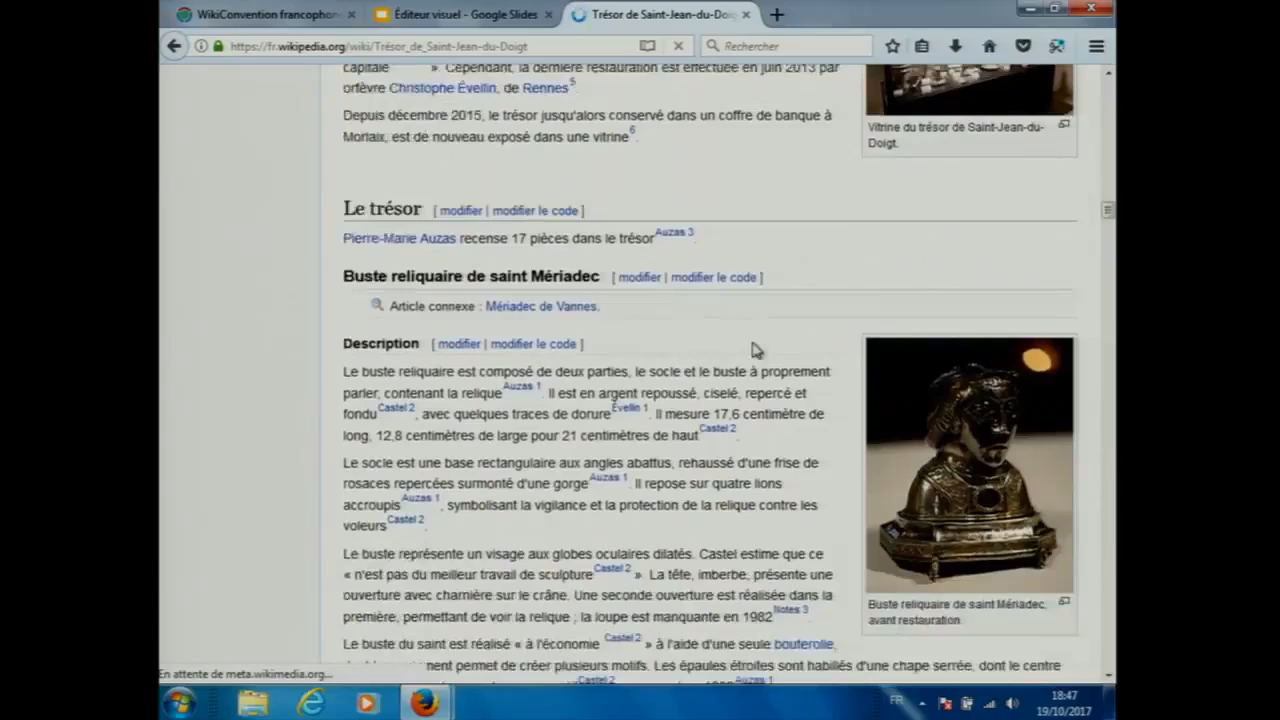 WikiConvention francophon
Éditeur visuel - Google Slides
Trésor de Saint-Jean-du-Doig
https://fr.wikipedia.org/wiki/Trésor_de_Saint-Jean-du-Doigt
Rechercher
capitale ». Cependant, la dernière restauration est effectuée en juin 2013 par
orfèvre Christophe Évellin, de Rennes5.
Depuis décembre 2015, le trésor jusqu'alors conservé dans un coffre de banque à
Morlaix, est de nouveau exposé dans une vitrine6.
Vitrine du trésor de Saint-Jean-du-
Doigt.
Le trésor [ modifier | modifier le code ]
Pierre-Marie Auzas recense 17 pièces dans le trésorAuzas 3.
Buste reliquaire de saint Mériadec [ modifier | modifier le code ]
Article connexe : Mériadec de Vannes.
Description [ modifier | modifier le code ]
Le buste reliquaire est composé de deux parties, le socle et le buste à proprement
parler, contenant la reliqueAuzas 1. Il est en argent repoussé, ciselé, repercé et
fonduCastel 2, avec quelques traces de dorureÉvellin 1. Il mesure 17,6 centimètre de
long, 12,8 centimètres de large pour 21 centimètres de hautCastel 2.
Le socle est une base rectangulaire aux angles abattus, rehaussé d'une frise de
rosaces repercées surmonté d'une gorgeAuzas 1. Il repose sur quatre lions
accroupisAuzas 1, symbolisant la vigilance et la protection de la relique contre les
voleursCastel 2.
Le buste représente un visage aux globes oculaires dilatés. Castel estime que ce
« n'est pas du meilleur travail de sculptureCastel 2 ». La tête, imberbe, présente une
ouverture avec charnière sur le crâne. Une seconde ouverture est réalisée dans la
première, permettant de voir la relique ; la loupe est manquante en 1982Notes 3.
Buste reliquaire de saint Mériadec,
avant restauration.
Le buste du saint est réalisé « à l'économie Castel 2 » à l'aide d'une seule bouterolle,
nent permet de créer plusieurs motifs. Les épaules étroites sont habillés d'une chape serrée, dont le centre
Castel 2 Auzas 1
En attente de meta.wikimedia.org...
FR
18:47
19/10/2017